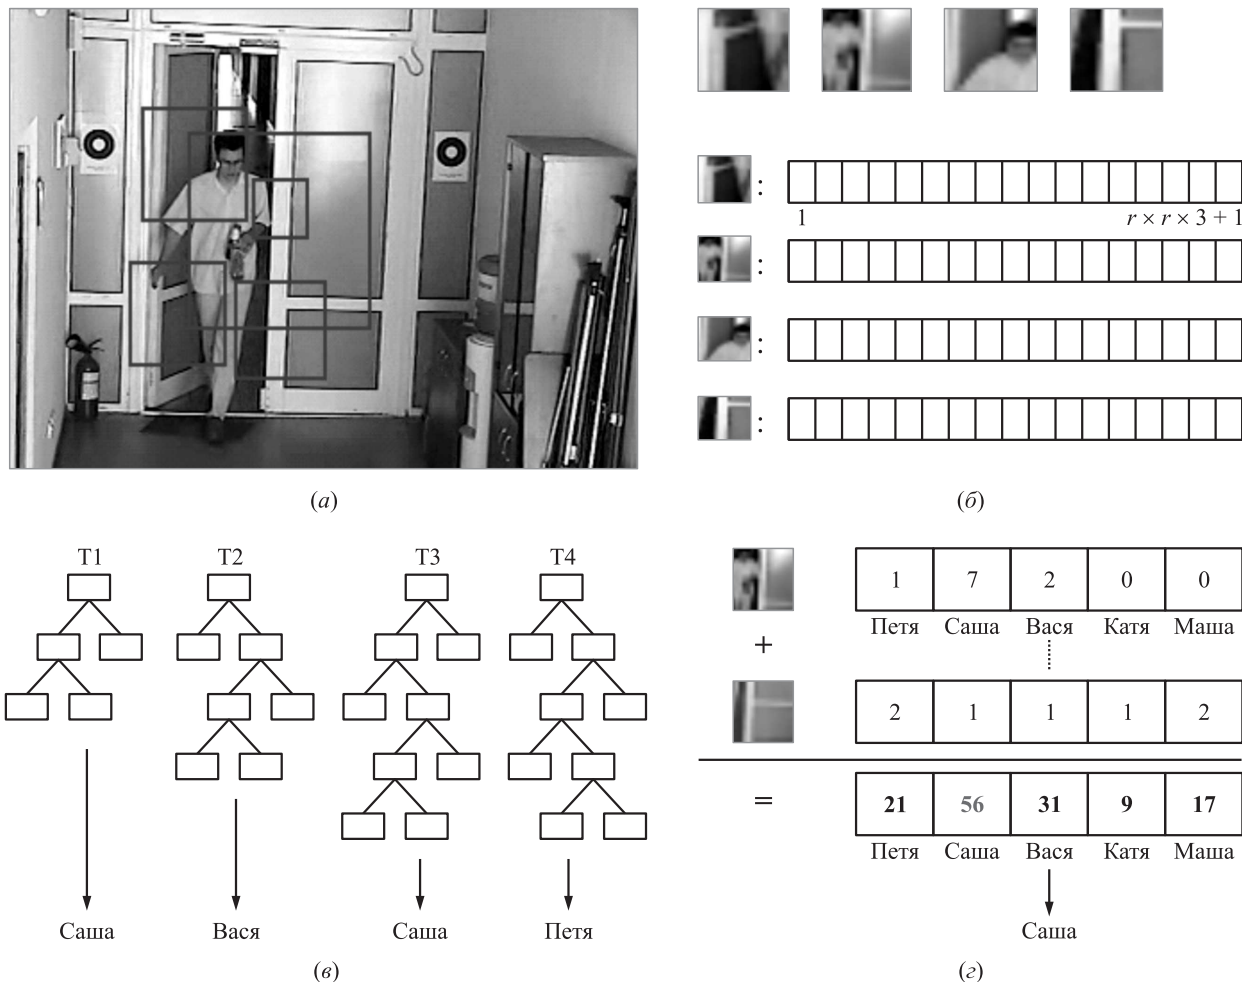 1
r × r × 3 + 1
(а)
(б)
T1 T2 T3 T4
Саша Вася Саша Петя
(в)
1 7 2 0 0
Петя Саша Вася Катя Маша
+
2 1 1 1 2
=
21 56 31 9 17
Петя Саша Вася Катя Маша
Саша
(г)